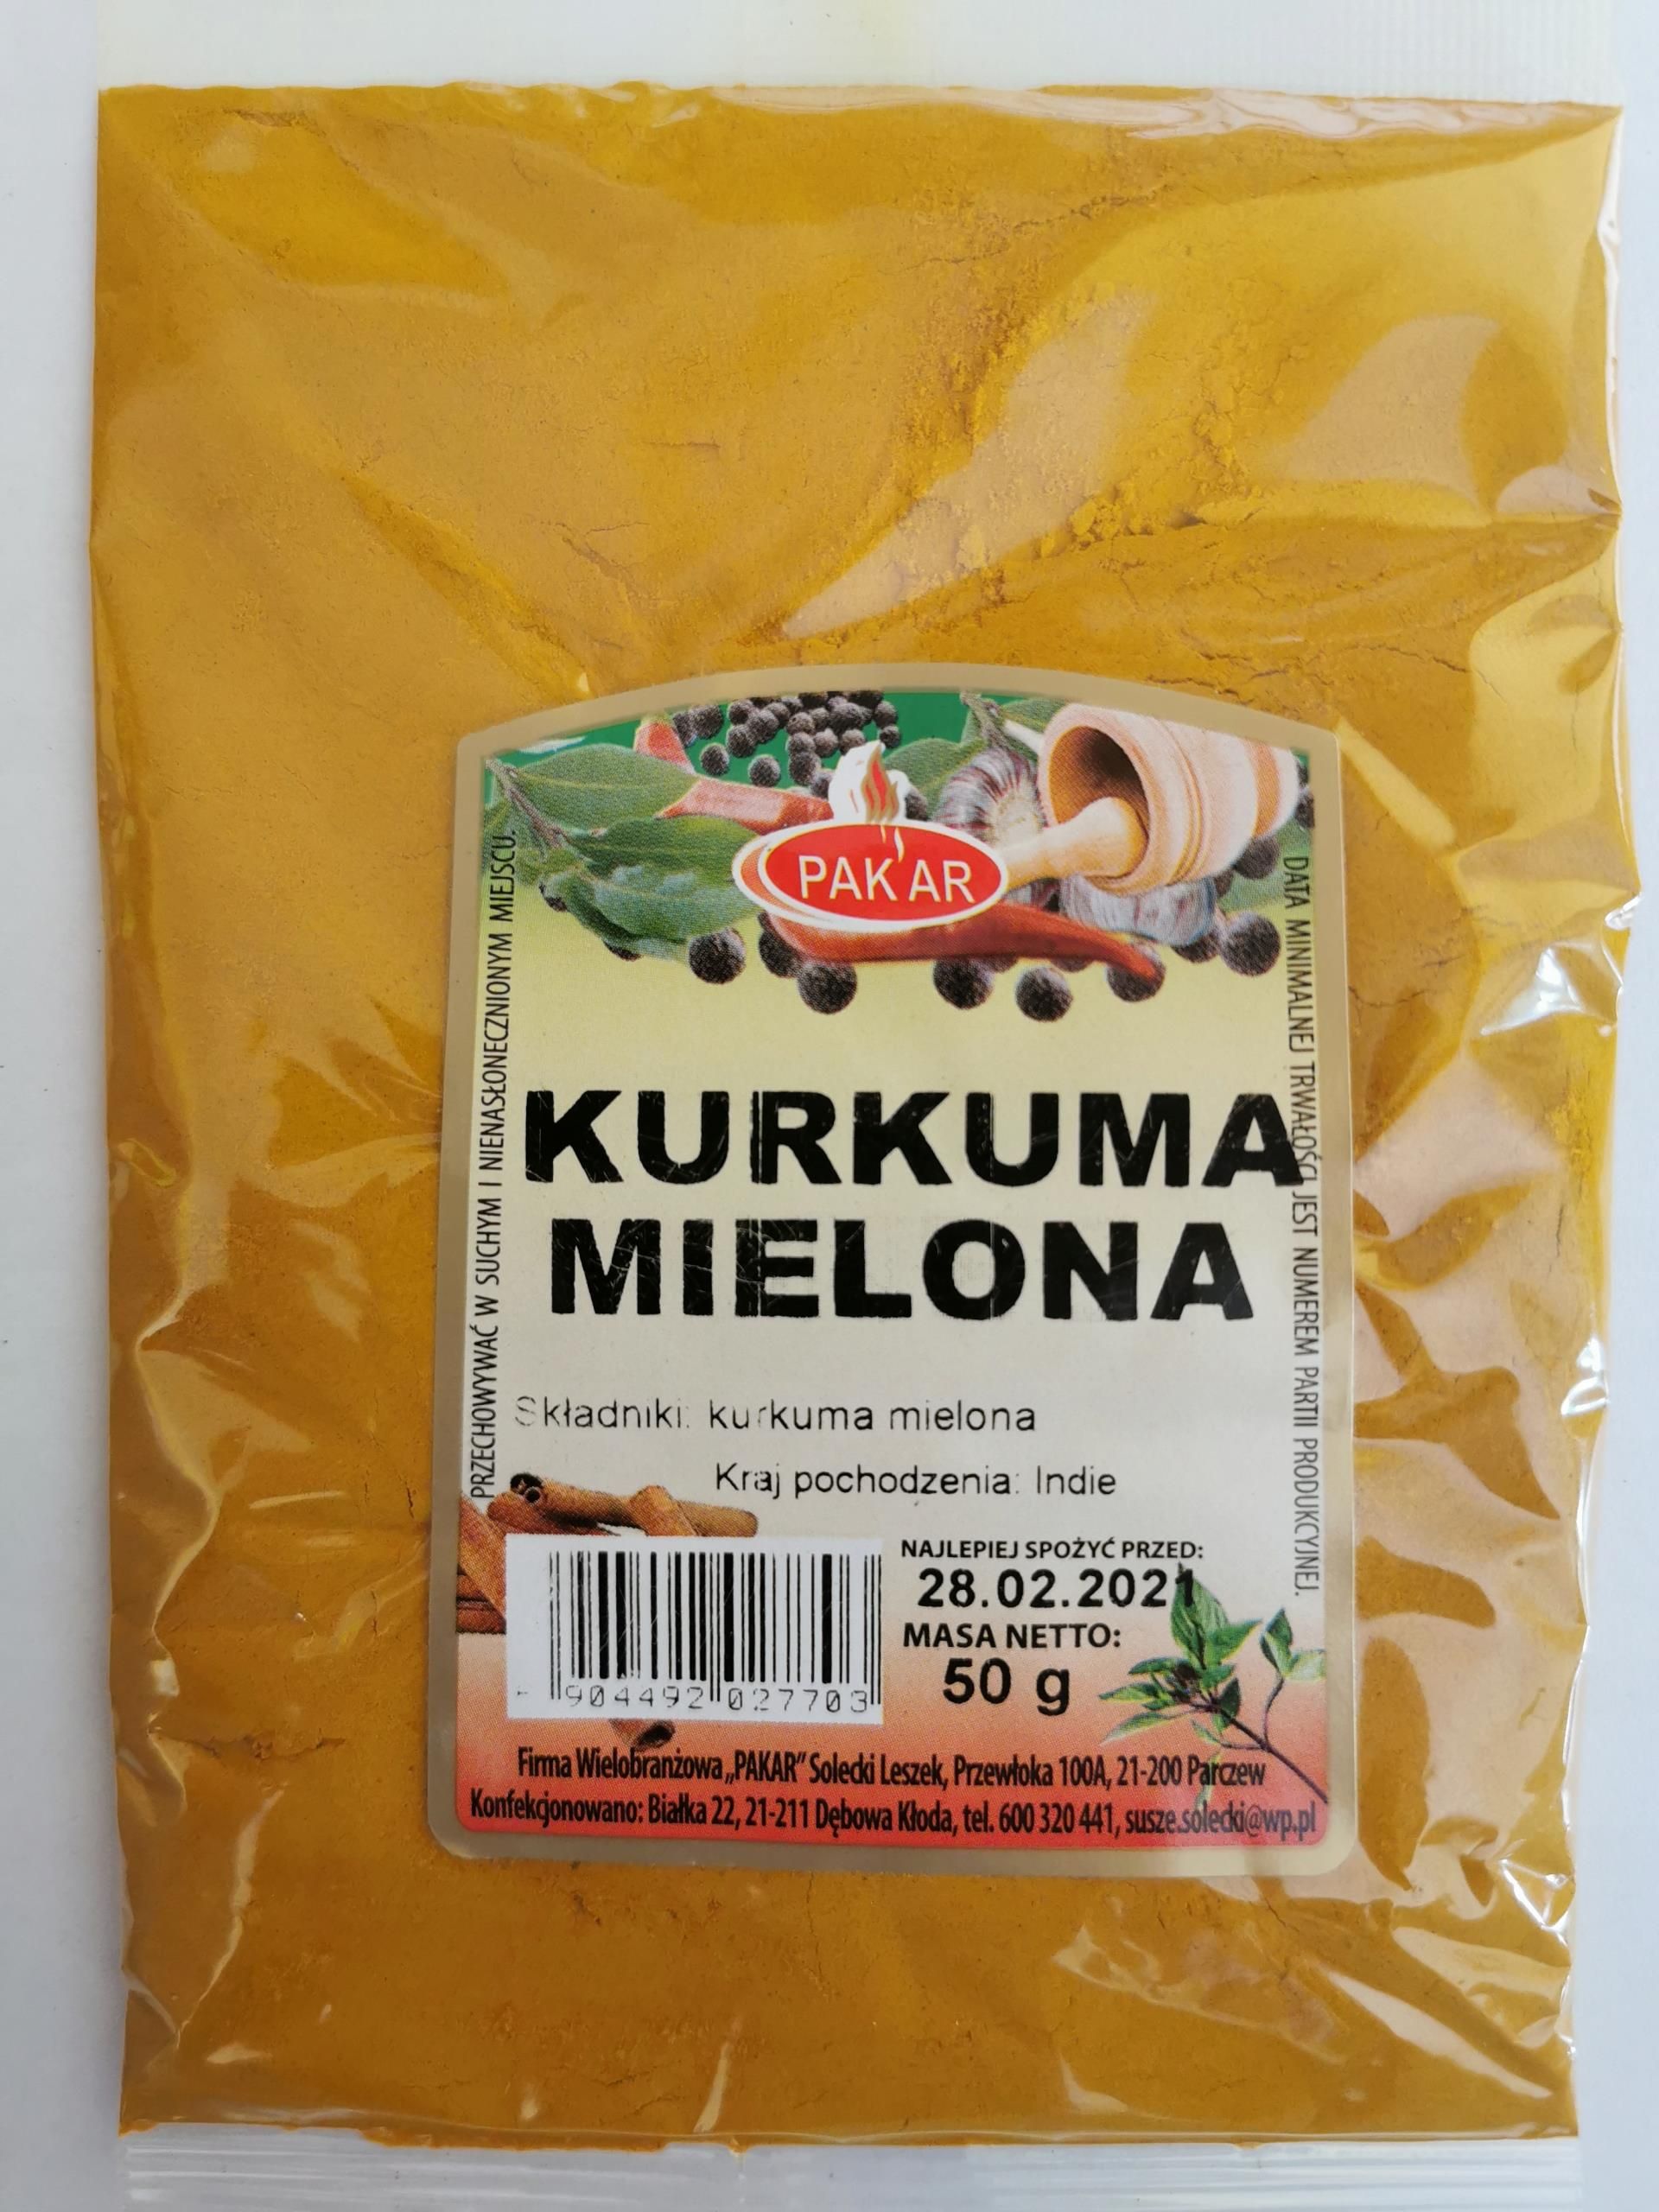 PAKAR
KURKUMA
MIELONA
Składniki: kurkuma mielona
Kraj pochodzenia: Indie
NAJLEPIEJ SPOŻYĆ PRZED:
28.02.2021
MASA NETTO:
50 g
904492 027703
Firma Wielobranżowa „PAKAR” Solecki Leszek, Przewłoka 100A, 21-200 Parczew
Konfekcjonowano: Białka 22, 21-211 Dębowa Kłoda, tel. 600 320 441, susze.solecki@wp.pl
PRZECHOWYWAĆ W SUCHYM I NIENASŁONECZNIONYM MIEJSCU.
DATA MINIMALNEJ TRWAŁOŚCI JEST NUMEREM PARTII PRODUKCYJNEJ.